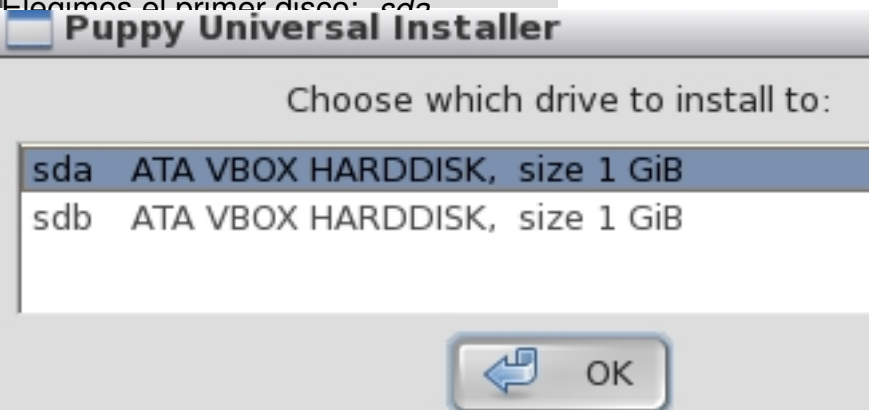 Elegimos el primer disco: sda
Puppy Universal Installer
Choose which drive to install to:
sda ATA VBOX HARDDISK, size 1 GiB
sdb ATA VBOX HARDDISK, size 1 GiB
OK